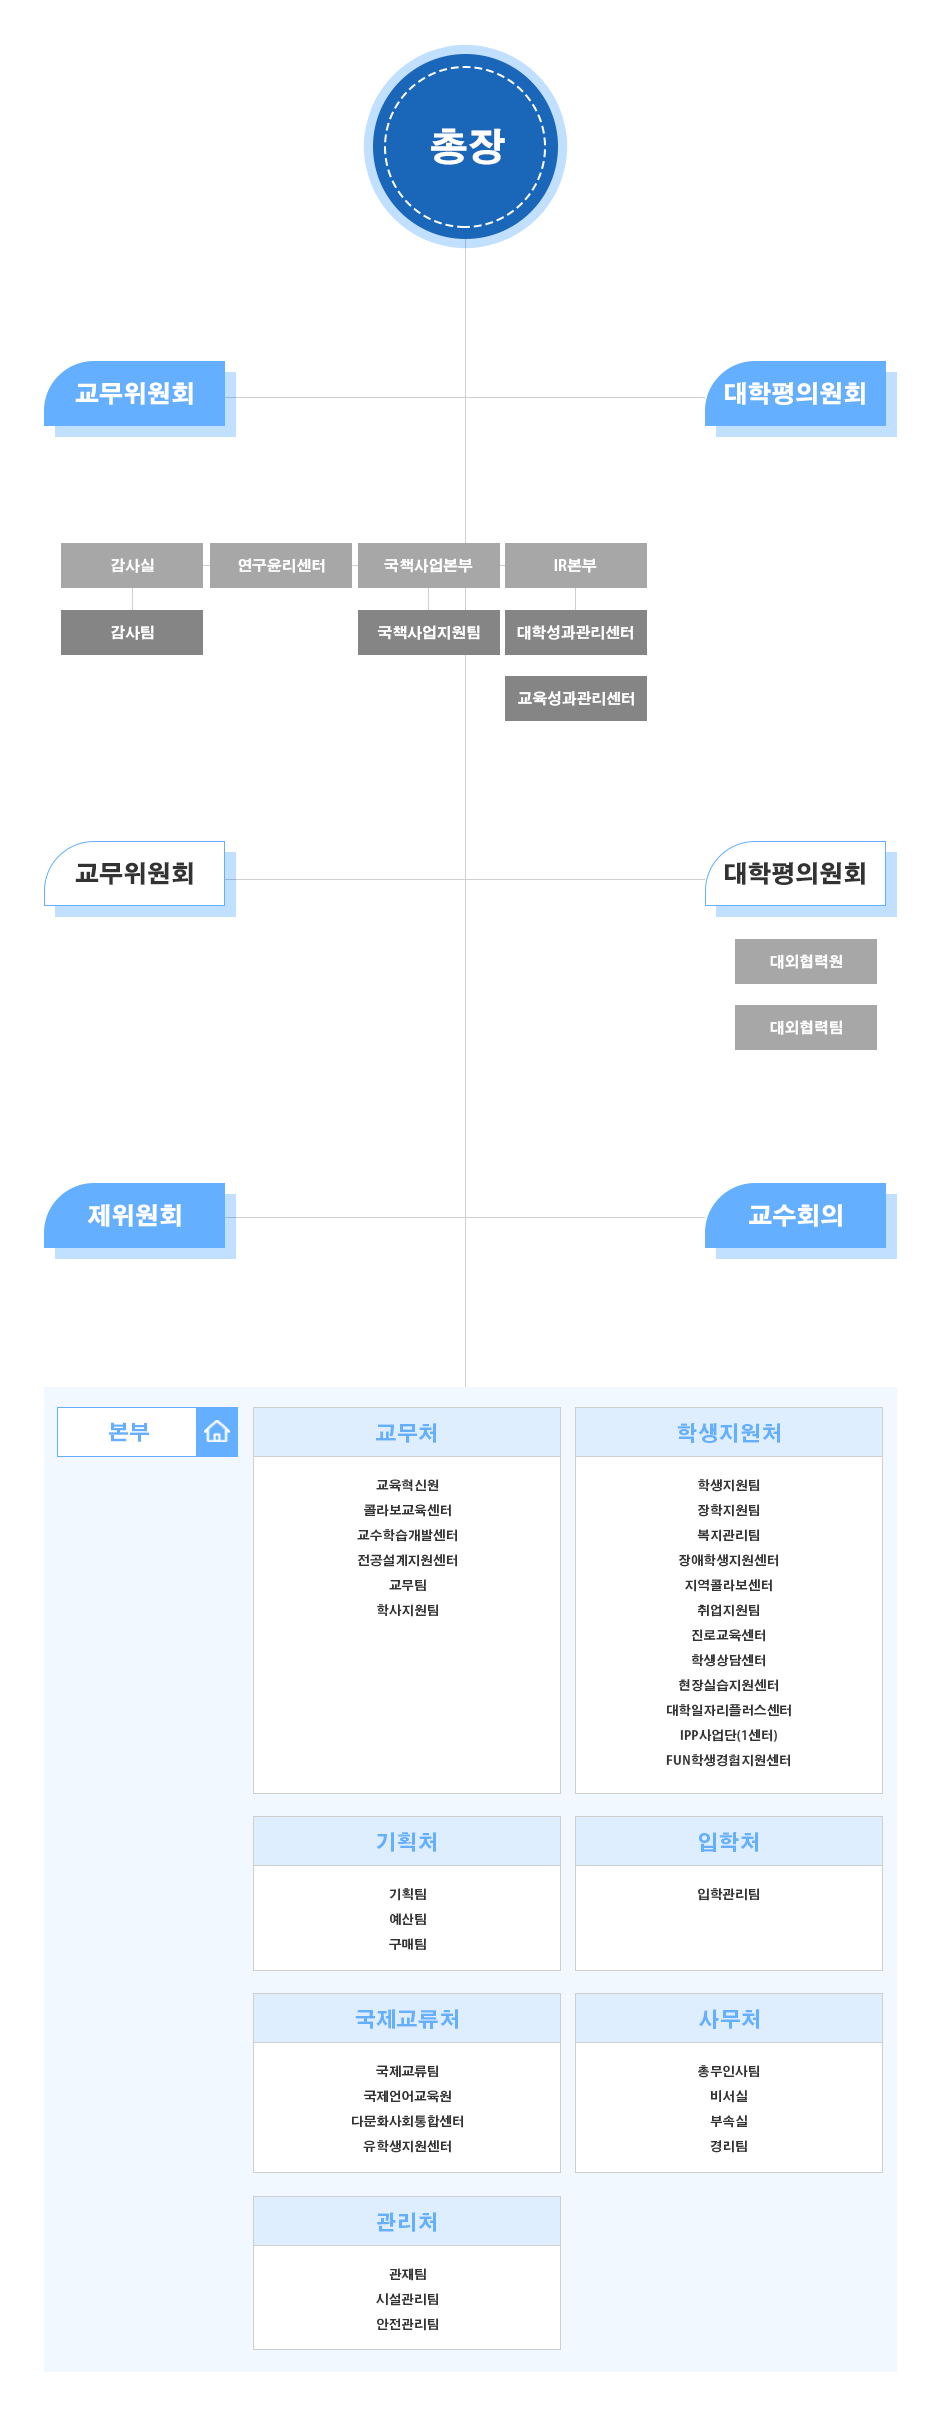 총장
교무위원회
대학평의원회
감사실
연구윤리센터
국책사업본부
IR본부
감사팀
국책사업지원팀
대학성과관리센터
교육성과관리센터
교무위원회
대학평의원회
대외협력원
대외협력팀
제위원회
교수회의
본부
교무처
교육혁신원
콜라보교육센터
교수학습개발센터
전공설계지원센터
교무팀
학사지원팀
학생지원처
학생지원팀
장학지원팀
복지관리팀
장애학생지원센터
지역콜라보센터
취업지원팀
진로교육센터
학생상담센터
현장실습지원센터
대학일자리플러스센터
IPP사업단(1센터)
FUN학생경험지원센터
기획처
기획팀
예산팀
구매팀
입학처
입학관리팀
국제교류처
국제교류팀
국제언어교육원
다문화사회통합센터
유학생지원센터
사무처
총무인사팀
비서실
부속실
경리팀
관리처
관재팀
시설관리팀
안전관리팀